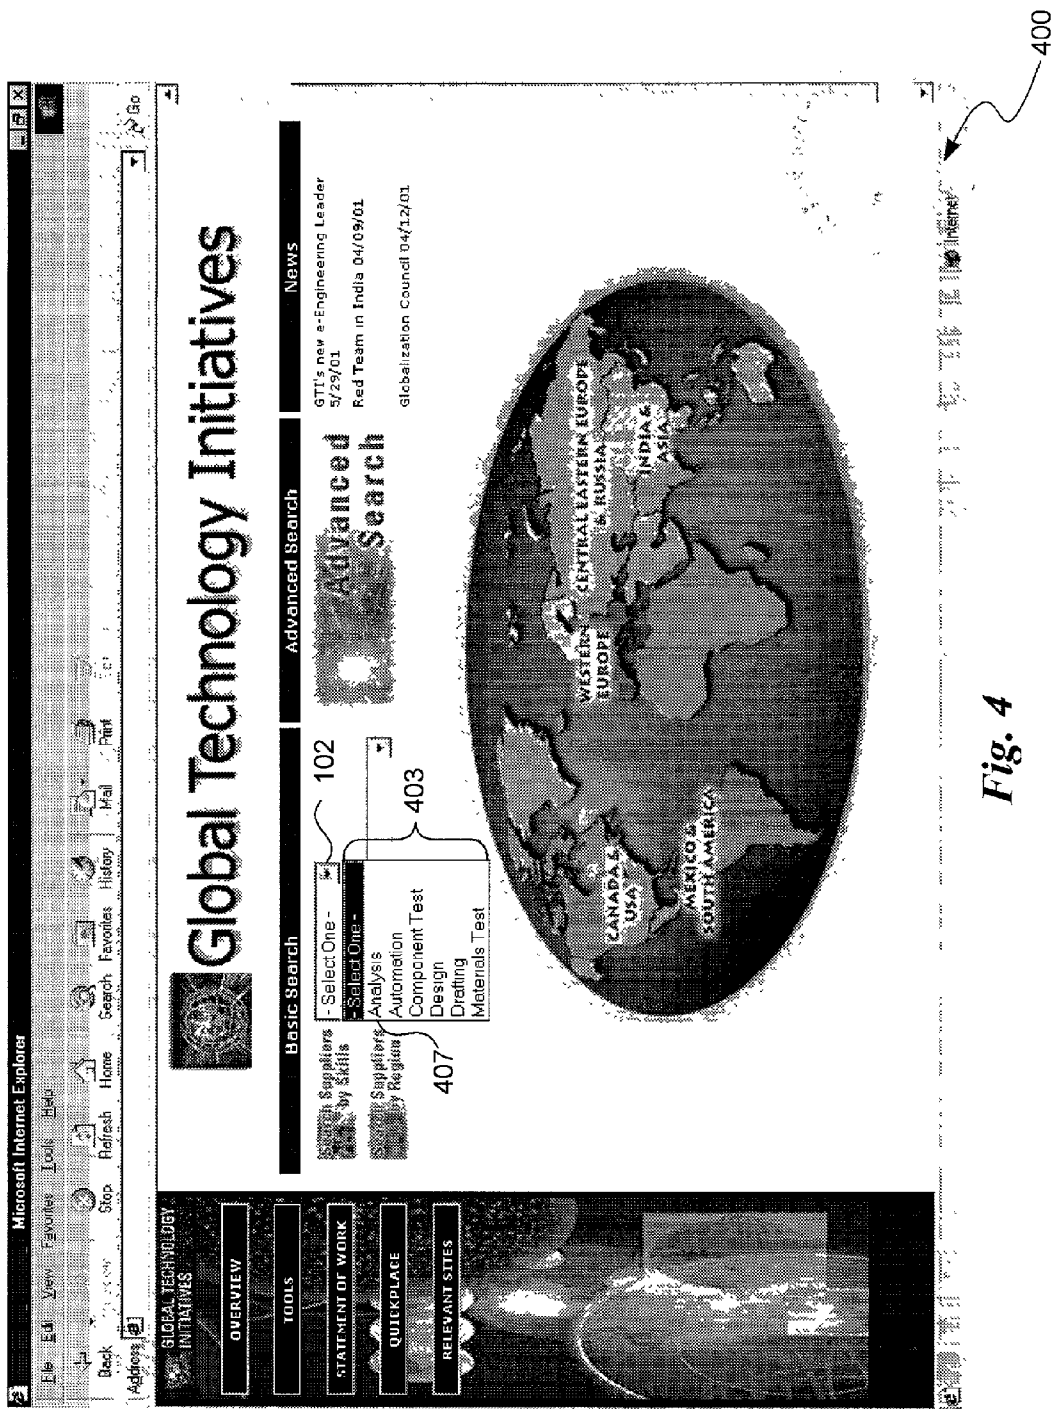 Microsoft Internet Explorer
File Edit View Favorites Tools Help
Back Stop Refresh Home Search Favorites History Mail Print
Address Go
GLOBAL TECHNOLOGY
INITIATIVES
OVERVIEW
TOOLS
STATEMENT OF WORK
QUICKPLACE
RELEVANT SITES
Global Technology Initiatives
Basic Search
Search Suppliers
by Skills
- Select One -
102
Suppliers
by Region
- Select One -
Analysis
Automation
Component Test
Design
Drafting
Materials Test
403
407
Advanced Search
Advanced
Search
News
GTI's new e-Engineering Leader
5/29/01
Red Team in India 04/09/01
Globalization Council 04/12/01
CANADA &
USA
MEXICO &
SOUTH AMERICA
WESTERN
EUROPE
CENTRAL EASTERN EUROPE
& RUSSIA
INDIA &
ASIA
Internet
400
Fig. 4